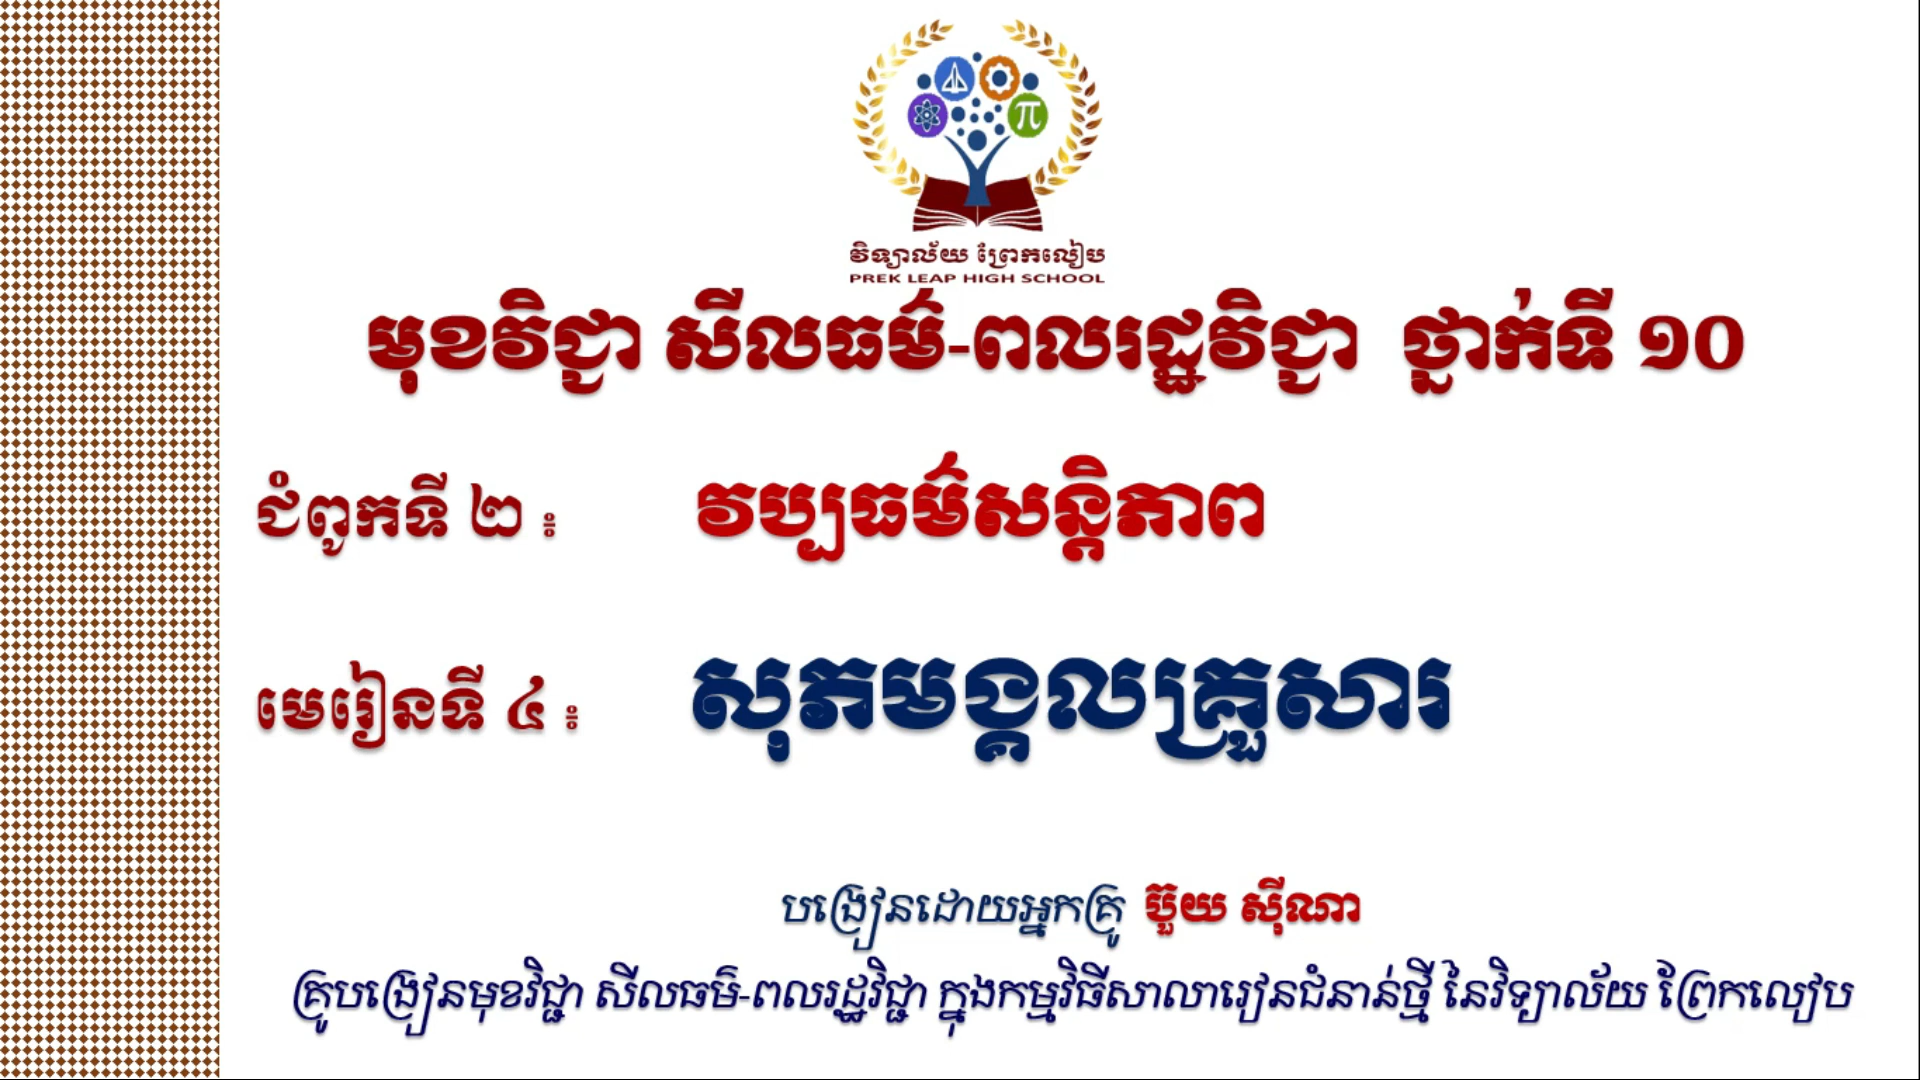 វិទ្យាល័យ ព្រែកលៀប
PREK LEAP HIGH SCHOOL
មុខវិជ្ជា សីលធម៌-ពលរដ្ឋវិជ្ជា ថ្នាក់ទី ១០
ជំពូកទី ២ ៖ វប្បធម៌សន្តិភាព
មេរៀនទី ៤ ៖ សុភមង្គលគ្រួសារ
បង្រៀនដោយអ្នកគ្រូ ប៊ួយ ស៊ីណា
គ្រូបង្រៀនមុខវិជ្ជា សីលធម៌-ពលរដ្ឋវិជ្ជា ក្នុងកម្មវិធីសាលារៀនជំនាន់ថ្មី នៃវិទ្យាល័យ ព្រែកលៀប